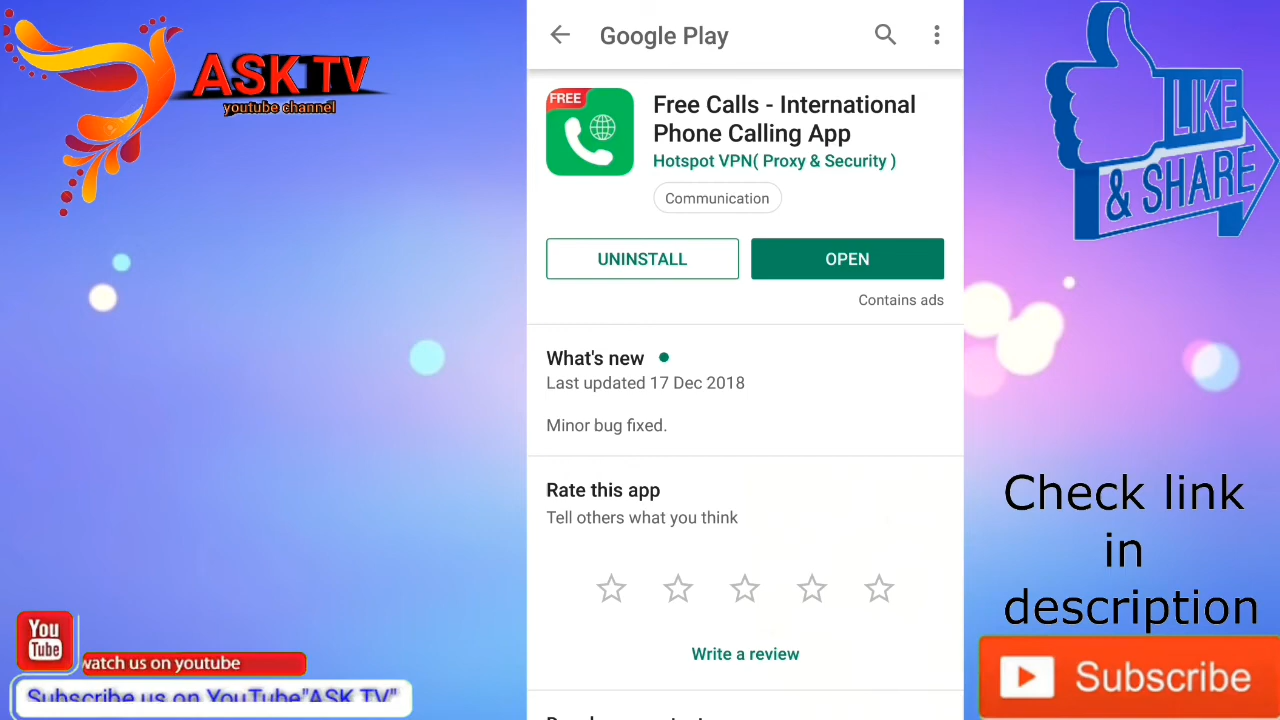 ASK TV
youtube channel
Google Play
FREE
Free Calls - International
Phone Calling App
Hotspot VPN( Proxy & Security )
Communication
UNINSTALL
OPEN
Contains ads
What's new
Last updated 17 Dec 2018
Minor bug fixed.
Rate this app
Tell others what you think
Write a review
LIKE
& SHARE
Check link
in
description
Subscribe
You
Tube
watch us on youtube
Subscribe us on YouTube"ASK TV"